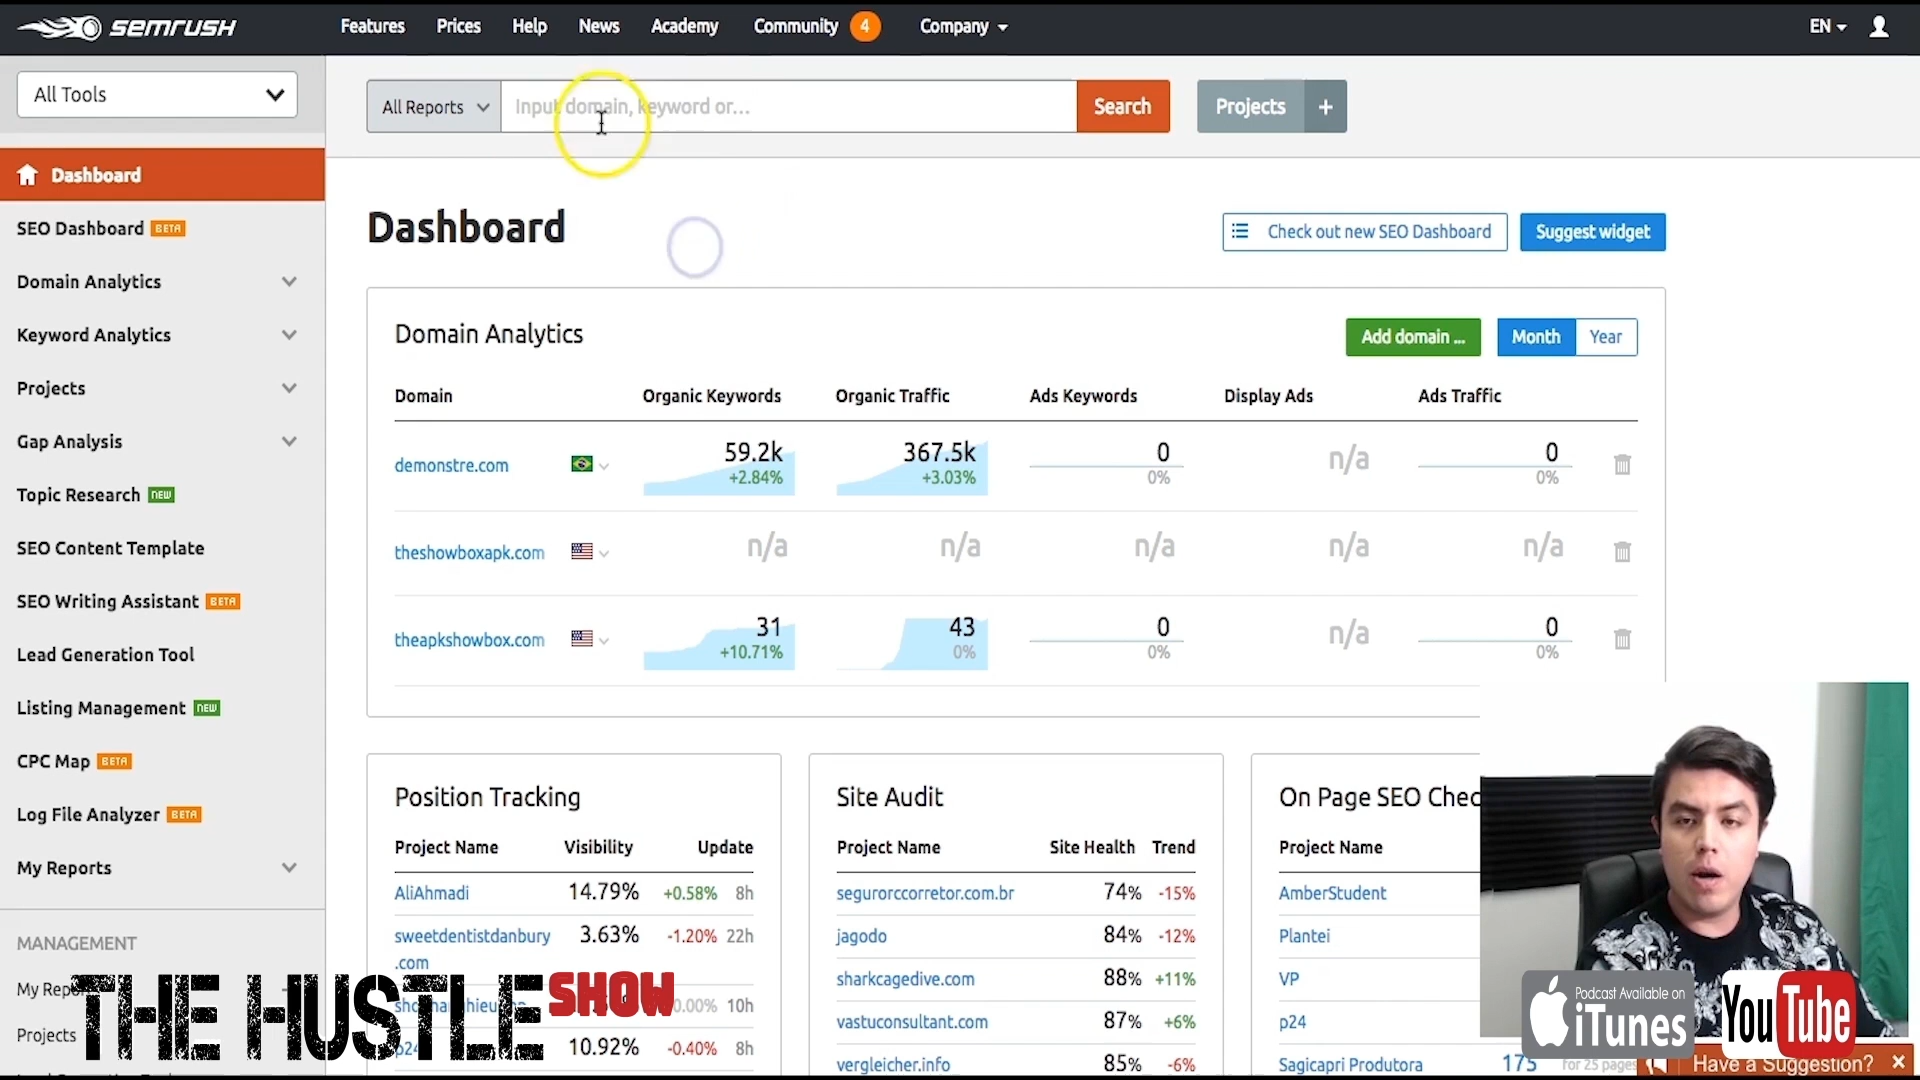 SEMRUSH Features Prices Help News Academy Community 4 Company EN
All Tools
All Reports Input domain, keyword or... Search Projects +
Dashboard
SEO Dashboard BETA
Domain Analytics
Keyword Analytics
Projects
Gap Analysis
Topic Research NEW
SEO Content Template
SEO Writing Assistant BETA
Lead Generation Tool
Listing Management NEW
CPC Map BETA
Log File Analyzer BETA
My Reports
MANAGEMENT
Projects
Dashboard Check out new SEO Dashboard Suggest widget
Domain Analytics Add domain ... Month Year
Domain Organic Keywords Organic Traffic Ads Keywords Display Ads Ads Traffic
demonstre.com 59.2k 367.5k 0 n/a 0
+2.84% +3.03% 0% 0%
theshowboxapk.com n/a n/a n/a n/a n/a
theapkshowbox.com 31 43 0 n/a 0
+10.71% 0% 0% 0%
Position Tracking
Project Name Visibility Update
AliAhmadi 14.79% +0.58% 8h
sweetdentistdanbury 3.63% -1.20% 22h
.com
10h
p24 10.92% -0.40% 8h
Site Audit
Project Name Site Health Trend
segurorccorretor.com.br 74% -15%
jagodo 84% -12%
sharkcagedive.com 88% +11%
vastuconsultant.com 87% +6%
vergleicher.info 85% -6%
On Page SEO Chec
Project Name
AmberStudent
Plantei
VP
p24
Sagicapri Produtora 175 for 25 pages
THE HUSTLE SHOW
Podcast Available on
iTunes
YouTube
Have a Suggestion? ×